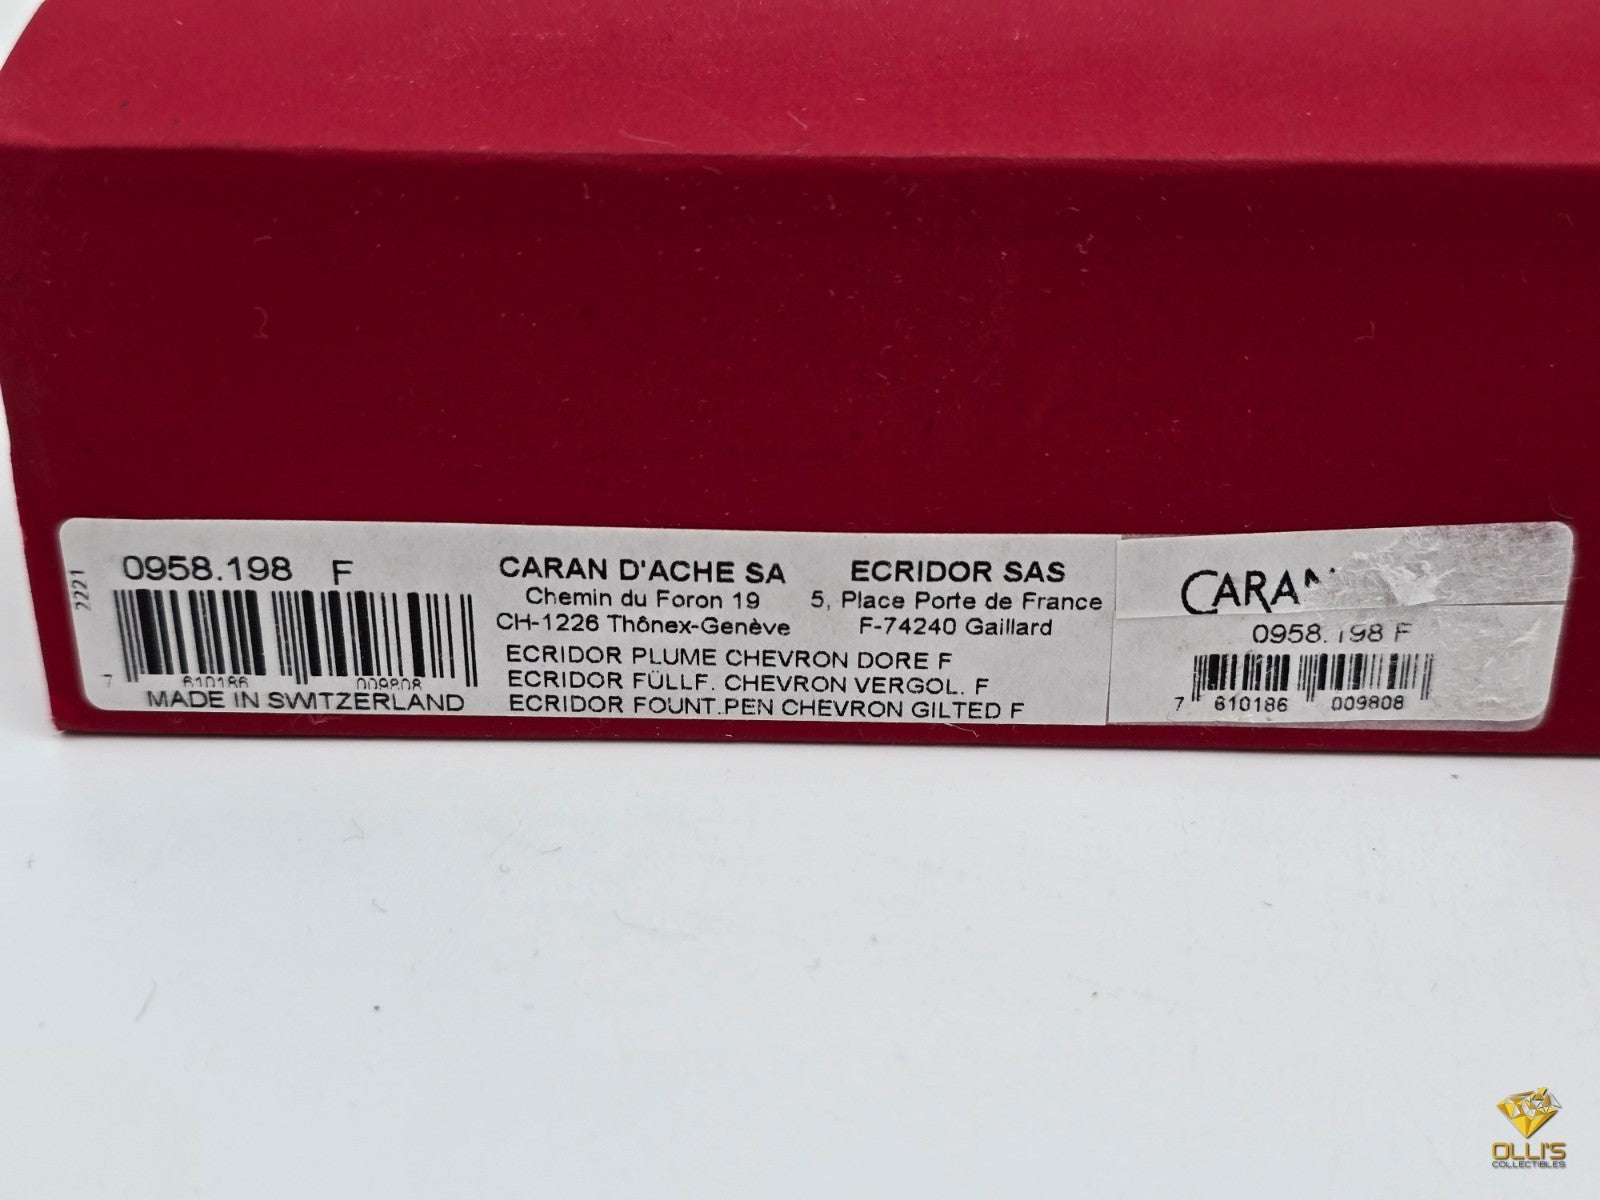 2221
0958.198 F
7 610186 009808
MADE IN SWITZERLAND
CARAN D'ACHE SA
Chemin du Foron 19
CH-1226 Thônex-Genève
ECRIDOR SAS
5, Place Porte de France
F-74240 Gaillard
ECRIDOR PLUME CHEVRON DORE F
ECRIDOR FÜLLF. CHEVRON VERGOL. F
ECRIDOR FOUNT.PEN CHEVRON GILTED F
CARAN
0958.198 F
7 610186 009808
OLLI'S
COLLECTIBLES